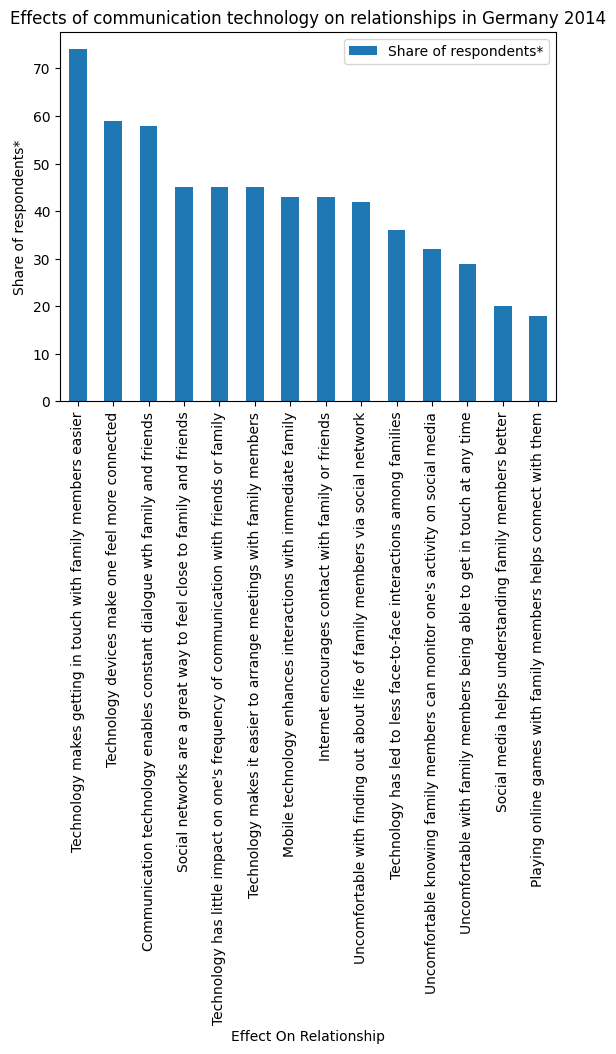 Effects of communication technology on relationships in Germany 2014
Share of respondents*
Share of respondents*
70
60
50
40
30
20
10
0
Technology makes getting in touch with family members easier
Technology devices make one feel more connected
Communication technology enables constant dialogue wth family and friends
Social networks are a great way to feel close to family and friends
Technology has little impact on one's frequency of communication with friends or family
Technology makes it easier to arrange meetings with family members
Mobile technology enhances interactions with immediate family
Internet encourages contact with family or friends
Uncomfortable with finding out about life of family members via social network
Technology has led to less face-to-face interactions among families
Uncomfortable knowing family members can monitor one's activity on social media
Uncomfortable with family members being able to get in touch at any time
Social media helps understanding family members better
Playing online games with family members helps connect with them
Effect On Relationship